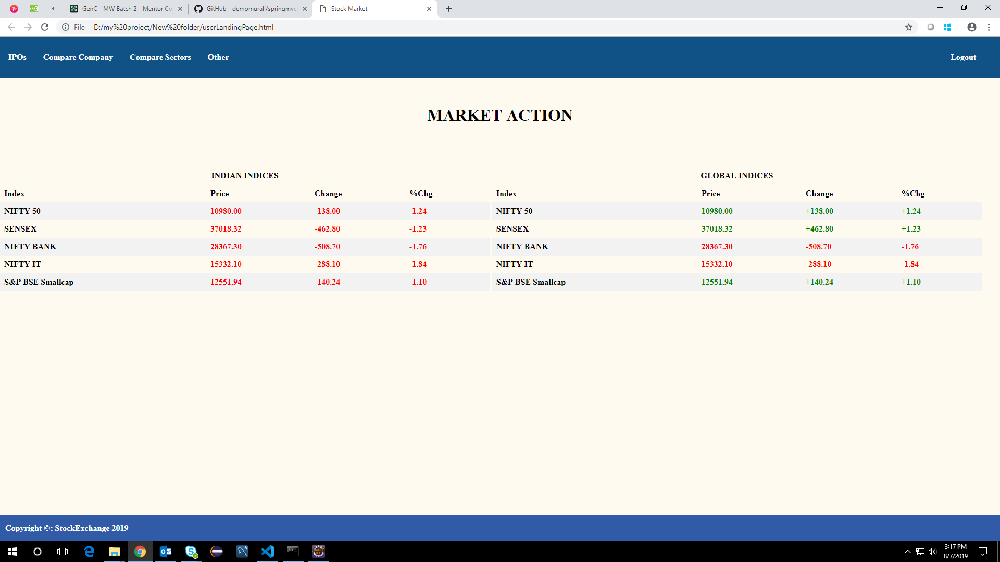 GenC - MW Batch 2 - Mentor Co
GitHub - demomurali/springmvc
Stock Market
File
D:/my%20project/New%20folder/userLandingPage.html
IPOs Compare Company Compare Sectors Other Logout
MARKET ACTION
INDIAN INDICES
Index Price Change %Chg
NIFTY 50 10980.00 -138.00 -1.24
SENSEX 37018.32 -462.80 -1.23
NIFTY BANK 28367.30 -508.70 -1.76
NIFTY IT 15332.10 -288.10 -1.84
S&P BSE Smallcap 12551.94 -140.24 -1.10
GLOBAL INDICES
Index Price Change %Chg
NIFTY 50 10980.00 +138.00 +1.24
SENSEX 37018.32 +462.80 +1.23
NIFTY BANK 28367.30 -508.70 -1.76
NIFTY IT 15332.10 -288.10 -1.84
S&P BSE Smallcap 12551.94 +140.24 +1.10
Copyright ©: StockExchange 2019
3:17 PM
8/7/2019